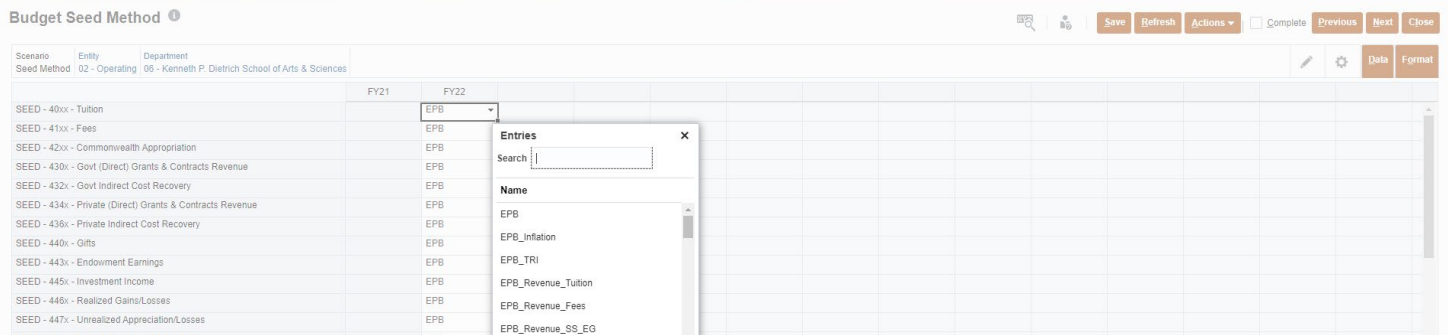 Budget Seed Method
Save Refresh Actions Complete Previous Next Close
Scenario Entity Department
Seed Method 02 - Operating 06 - Kenneth P. Dietrich School of Arts & Sciences
Data Format
FY21 FY22
SEED - 40xx - Tuition EPB
SEED - 41xx - Fees EPB
SEED - 42xx - Commonwealth Appropriation EPB
SEED - 430x - Govt (Direct) Grants & Contracts Revenue EPB
SEED - 432x - Govt Indirect Cost Recovery EPB
SEED - 434x - Private (Direct) Grants & Contracts Revenue EPB
SEED - 436x - Private Indirect Cost Recovery EPB
SEED - 440x - Gifts EPB
SEED - 443x - Endowment Earnings EPB
SEED - 445x - Investment Income EPB
SEED - 446x - Realized Gains/Losses EPB
SEED - 447x - Unrealized Appreciation/Losses EPB
Entries
Search
Name
EPB
EPB_Inflation
EPB_TRI
EPB_Revenue_Tuition
EPB_Revenue_Fees
EPB_Revenue_SS_EG